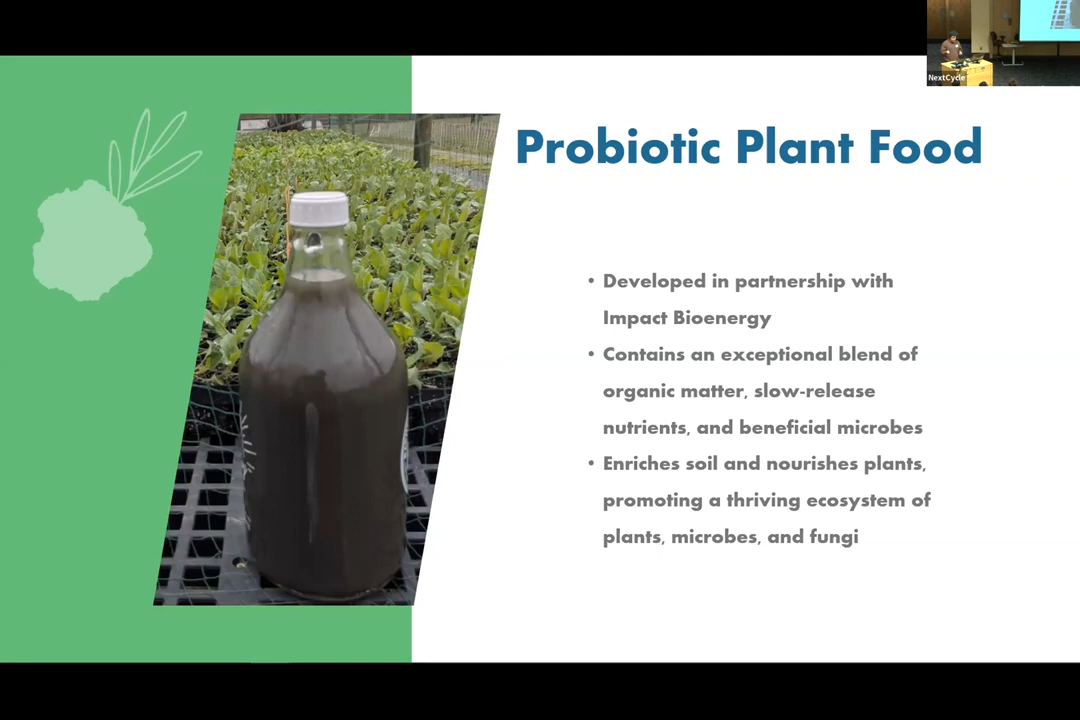 NextCycle
Probiotic Plant Food
• Developed in partnership with
Impact Bioenergy
• Contains an exceptional blend of
organic matter, slow-release
nutrients, and beneficial microbes
• Enriches soil and nourishes plants,
promoting a thriving ecosystem of
plants, microbes, and fungi